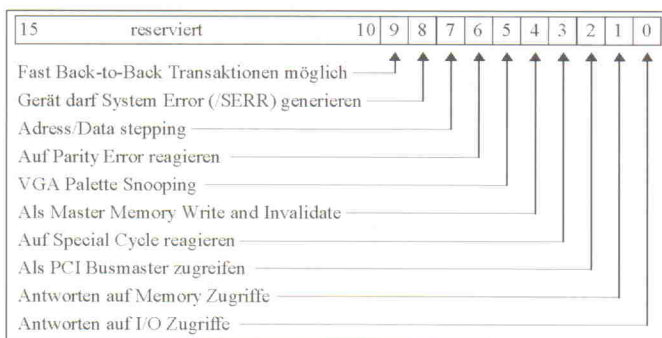 15 reserviert 10 9 8 7 6 5 4 3 2 1 0
Fast Back-to-Back Transaktionen möglich
Gerät darf System Error (/SERR) generieren
Adress/Data stepping
Auf Parity Error reagieren
VGA Palette Snooping
Als Master Memory Write and Invalidate
Auf Special Cycle reagieren
Als PCI Busmaster zugreifen
Antworten auf Memory Zugriffe
Antworten auf I/O Zugriffe